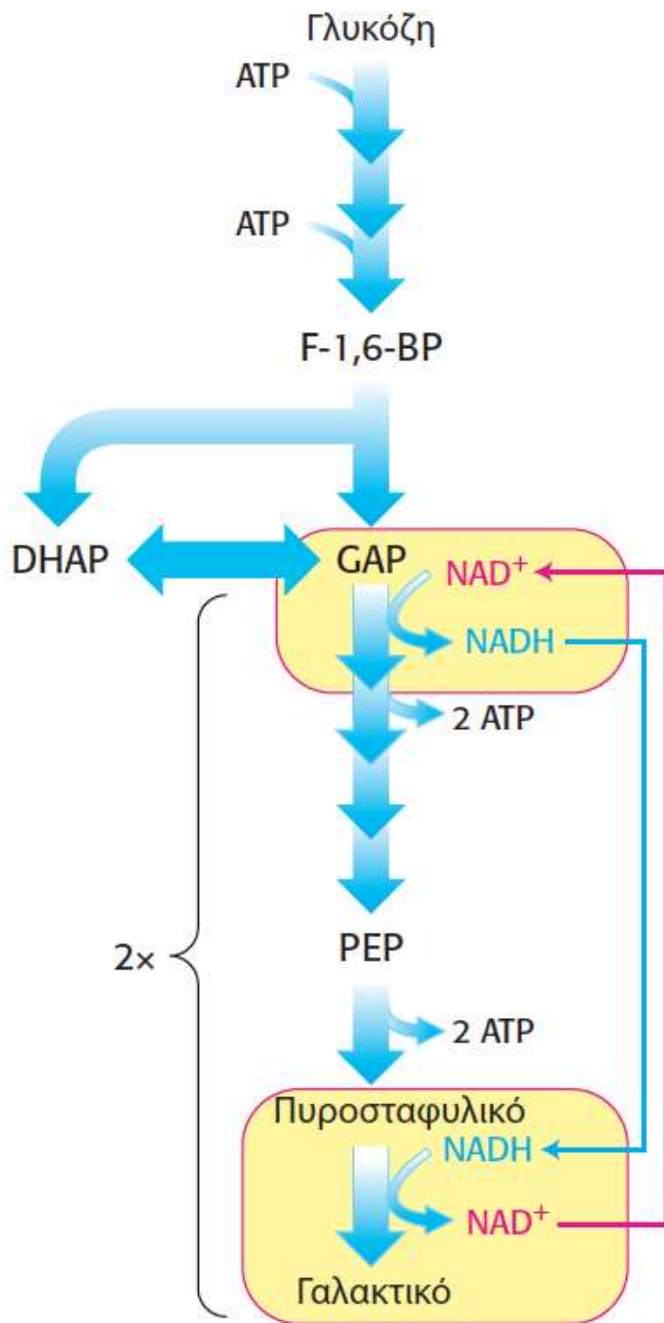 Γλυκόζη
ATP
ATP
F-1,6-BP
DHAP
GAP
NAD⁺
NADH
2 ATP
2×
PEP
2 ATP
Πυροσταφυλικό
NADH
NAD⁺
Γαλακτικό